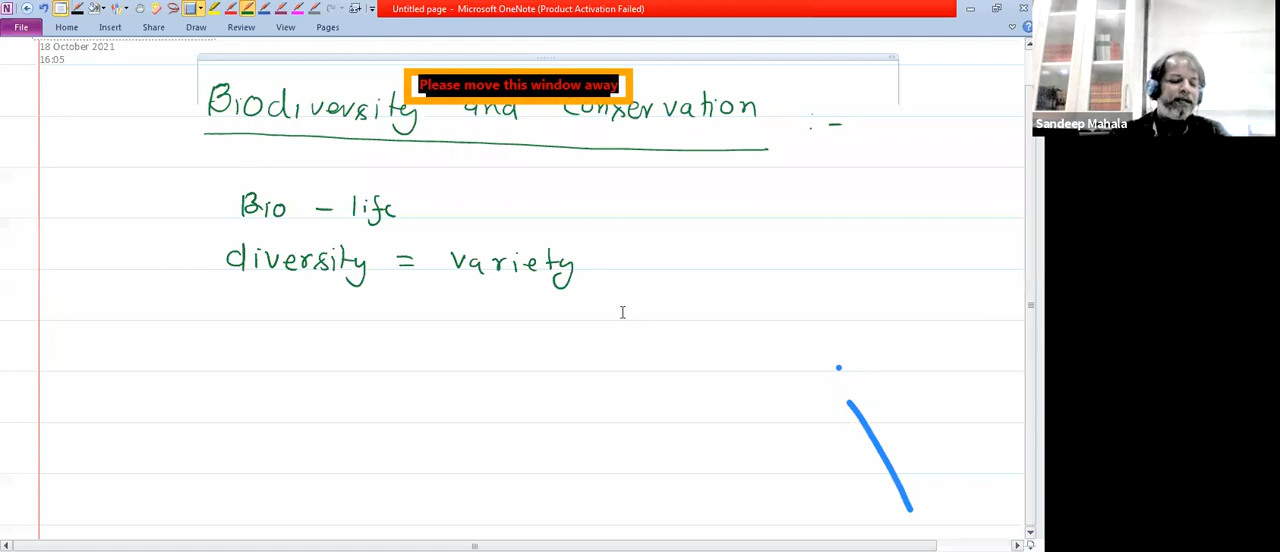 Untitled page - Microsoft OneNote (Product Activation Failed)
File Home Insert Share Draw Review View Pages
18 October 2021
16:05
Please move this window away
Biodiversity and Conservation :-
Sandeep Mahala
Bio - life
diversity = variety